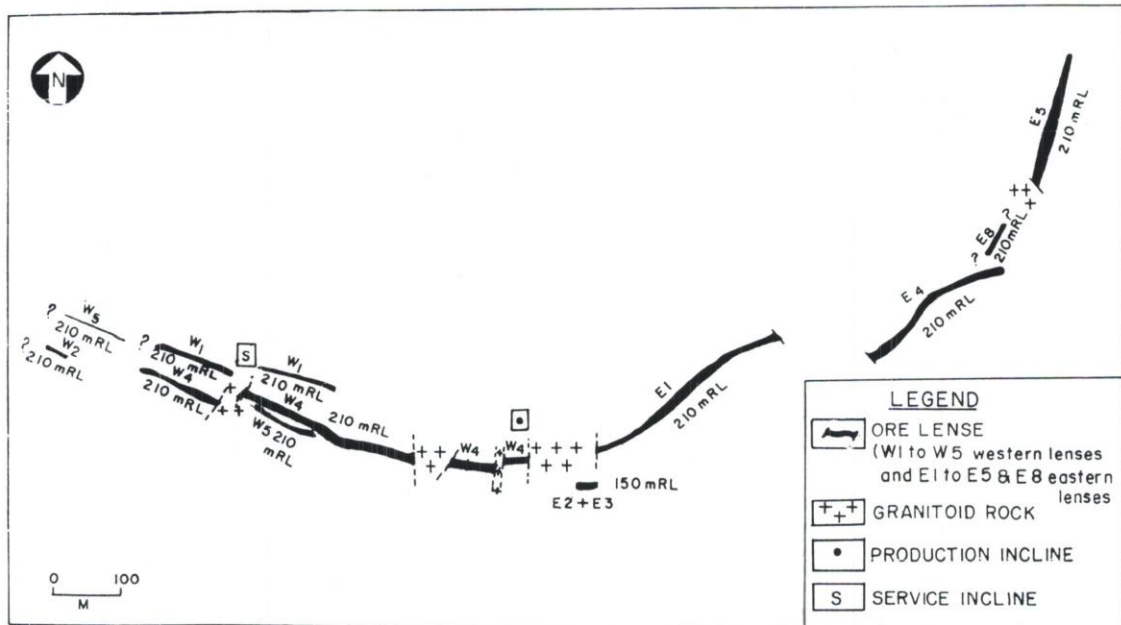 N
E5
210 mRL
E8
210 mRL
E4
210 mRL
W5
210 mRL
W2
210 mRL
W1
210 mRL
S
W1
210 mRL
W4
210 mRL
W4
210 mRL
W5 210
mRL
W4
W4
E1
210 mRL
150 mRL
E2+E3
0 100
M
LEGEND
ORE LENSE
(W1 to W5 western lenses
and E1 to E5 & E8 eastern
lenses
GRANITOID ROCK
PRODUCTION INCLINE
S SERVICE INCLINE